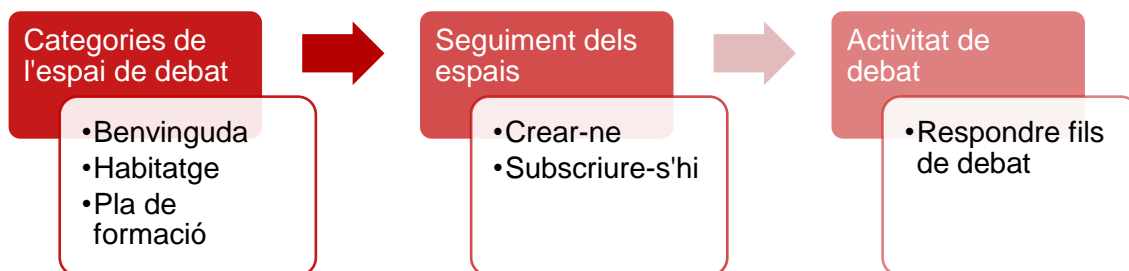 Categories de
l'espai de debat
•Benvinguda
•Habitatge
•Pla de
formació
Seguiment dels
espais
•Crear-ne
•Subscriure-s'hi
Activitat de
debat
•Respondre fils
de debat